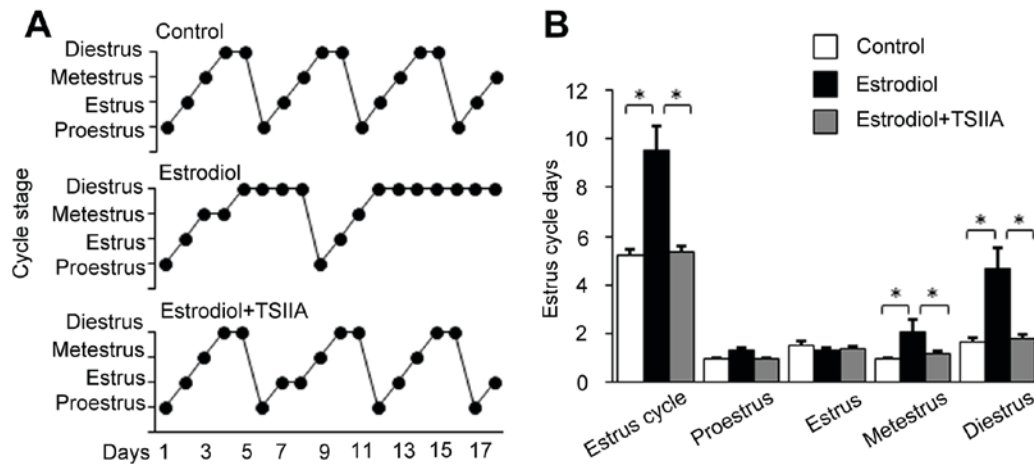 A
Control
Diestrus
Metestrus
Estrus
Proestrus
Estrodiol
Diestrus
Metestrus
Estrus
Proestrus
Estrodiol+TSIIA
Diestrus
Metestrus
Estrus
Proestrus
Cycle stage
Days 1 3 5 7 9 11 13 15 17
B
Control
Estrodiol
Estrodiol+TSIIA
12
10
8
6
4
2
0
Estrus cycle days
* *
* *
* *
Estrus cycle
Proestrus
Estrus
Metestrus
Diestrus